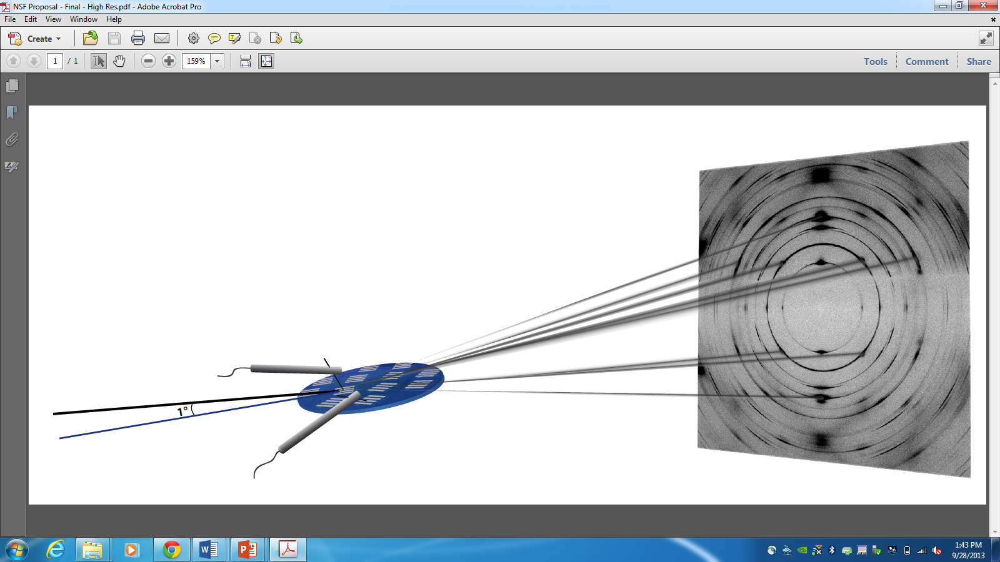 NSF Proposal - Final - High Res.pdf - Adobe Acrobat Pro
File Edit View Window Help
Create
1 / 1
159%
Tools Comment Share
1°
1:43 PM
9/28/2013